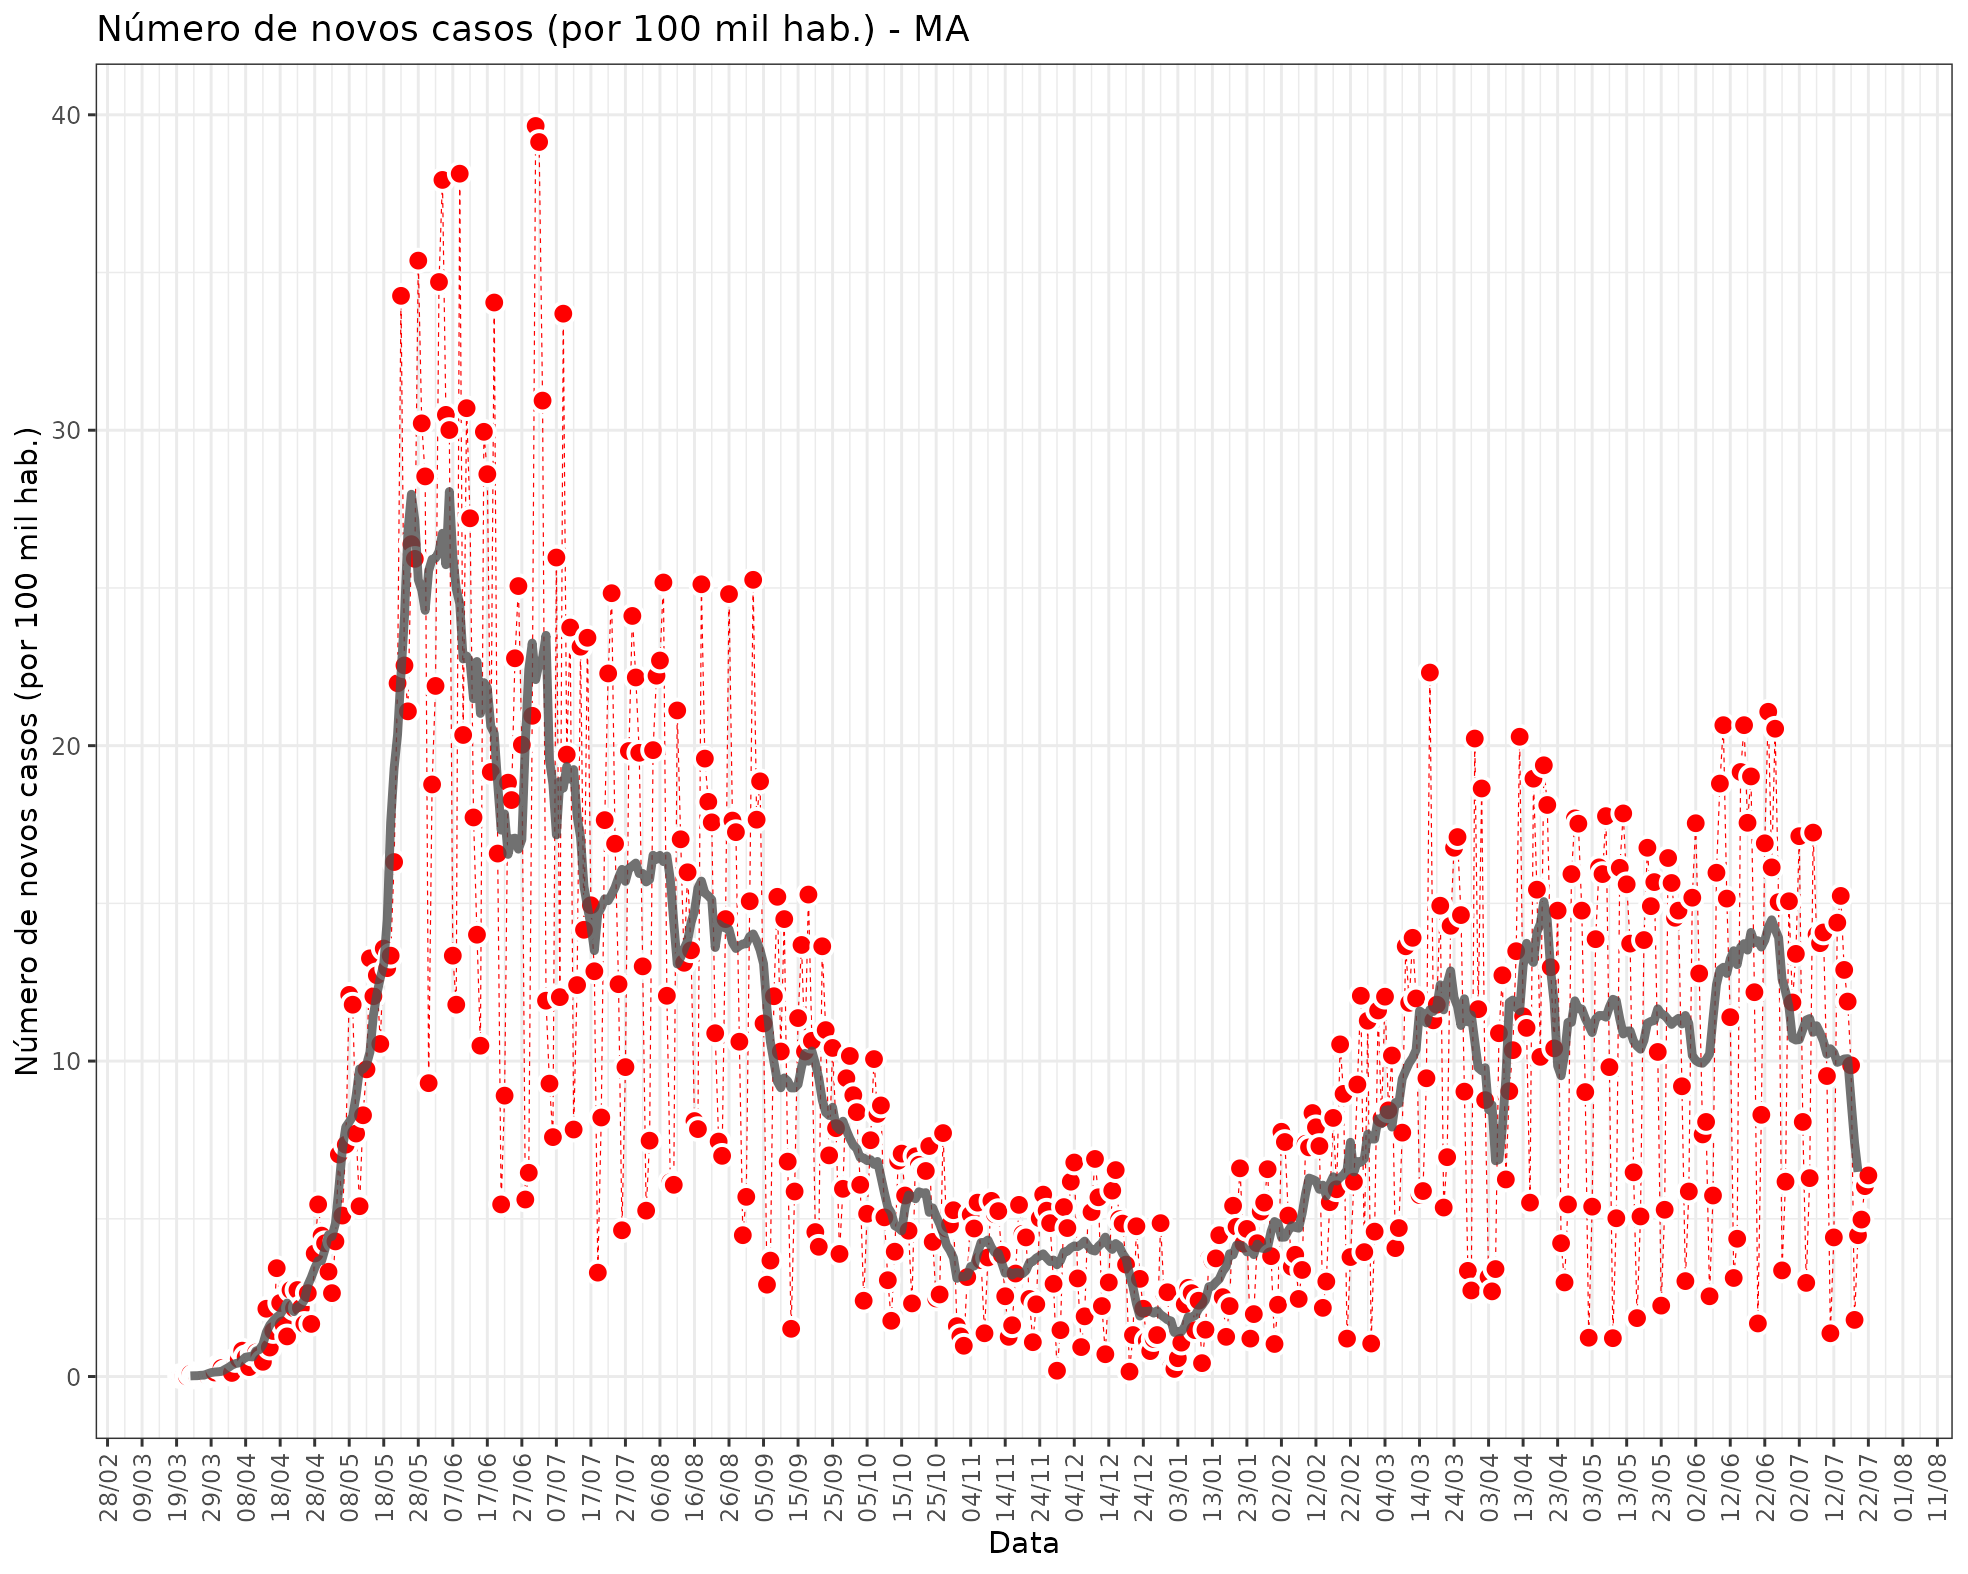 Número de novos casos (por 100 mil hab.) - MA
Número de novos casos (por 100 mil hab.)
40
30
20
10
0
28/02 09/03 19/03 29/03 08/04 18/04 28/04 08/05 18/05 28/05 07/06 17/06 27/06 07/07 17/07 27/07 06/08 16/08 26/08 05/09 15/09 25/09 05/10 15/10 25/10 04/11 14/11 24/11 04/12 14/12 24/12 03/01 13/01 23/01 02/02 12/02 22/02 04/03 14/03 24/03 03/04 13/04 23/04 03/05 13/05 23/05 02/06 12/06 22/06 02/07 12/07 22/07 01/08 11/08
Data